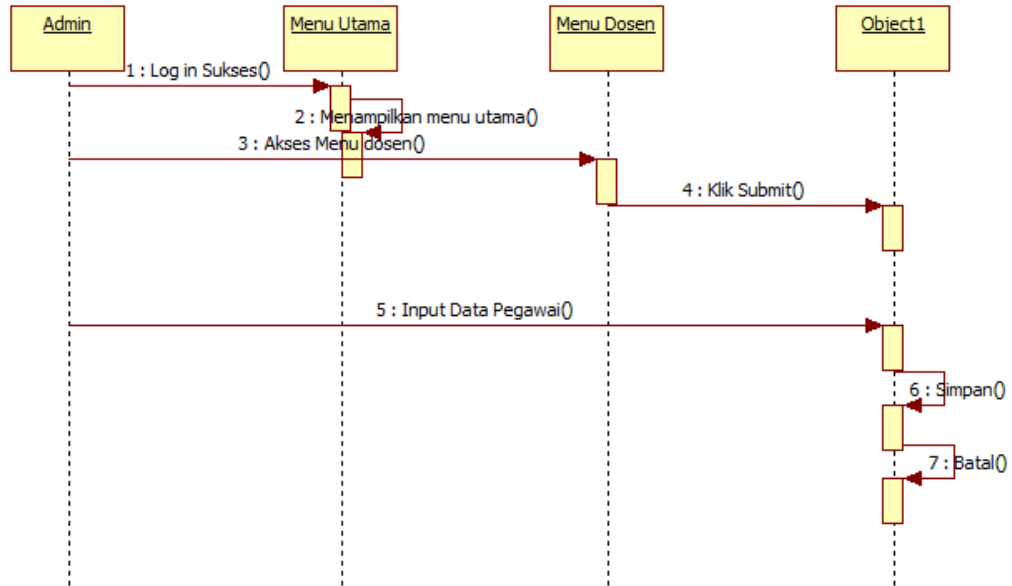 Admin
Menu Utama
Menu Dosen
Object1
1 : Log in Sukses()
2 : Menampilkan menu utama()
3 : Akses Menu dosen()
4 : Klik Submit()
5 : Input Data Pegawai()
6 : Simpan()
7 : Batal()